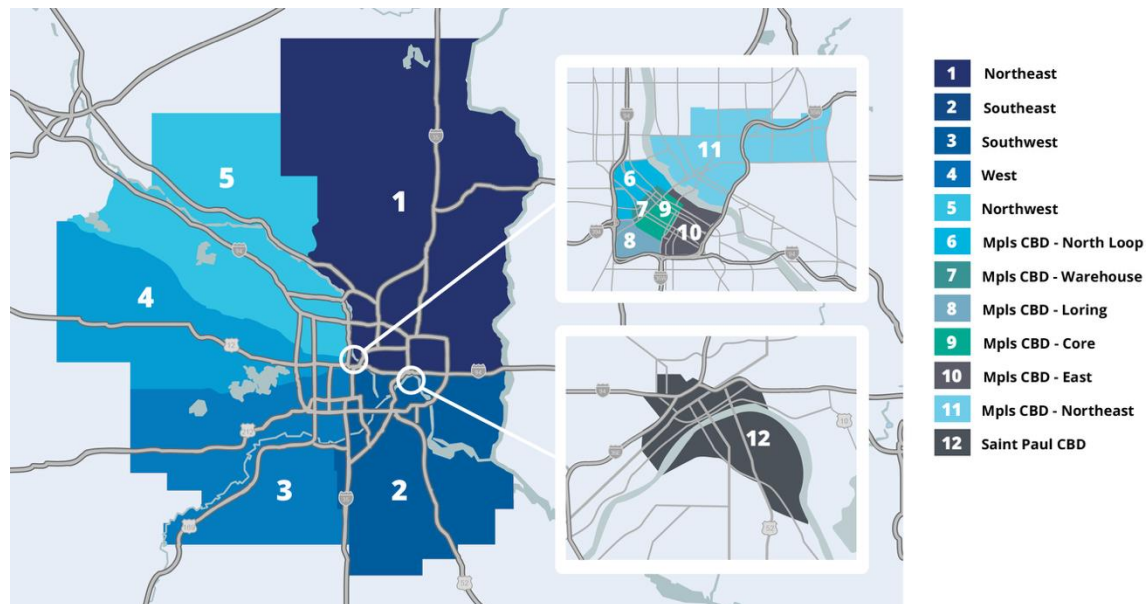 1 Northeast
2 Southeast
3 Southwest
4 West
5 Northwest
6 Mpls CBD - North Loop
7 Mpls CBD - Warehouse
8 Mpls CBD - Loring
9 Mpls CBD - Core
10 Mpls CBD - East
11 Mpls CBD - Northeast
12 Saint Paul CBD
5
1
4
3
2
11
6
7
9
8
10
12